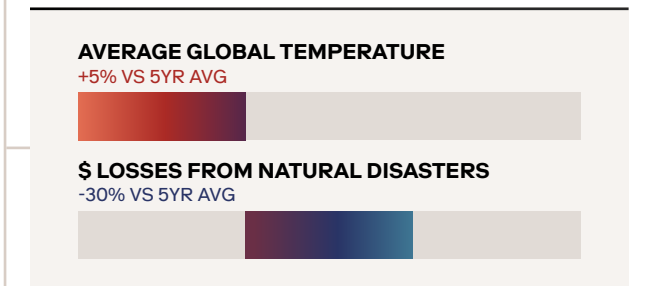 AVERAGE GLOBAL TEMPERATURE
+5% VS 5YR AVG
$ LOSSES FROM NATURAL DISASTERS
-30% VS 5YR AVG